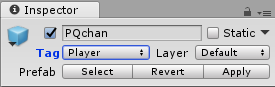 Inspector
PQchan Static
Tag Player Layer Default
Prefab Select Revert Apply